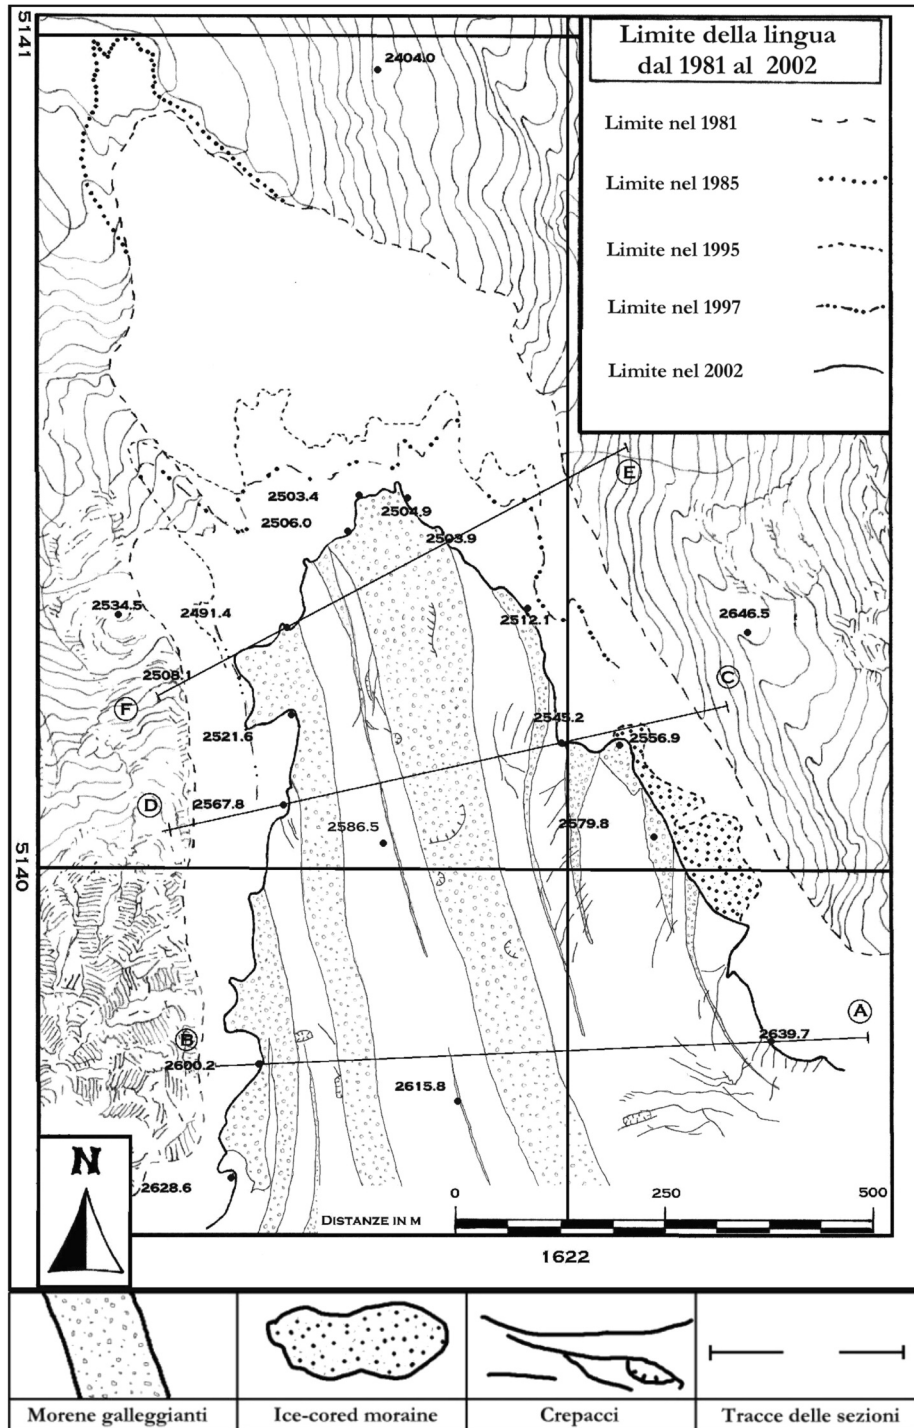 5141
2404.0
Limite della lingua
dal 1981 al 2002
Limite nel 1981
Limite nel 1985
Limite nel 1995
Limite nel 1997
Limite nel 2002
E
2503.4
2504.9
2506.0
2503.9
2534.5
2491.4
2512.1
2646.5
2508.1
C
F
2521.6
2545.2
2556.9
D
2567.8
2586.5
2579.8
5140
A
B
2639.7
2600.2
2615.8
N
2628.6
0 250 500
DISTANZE IN M
1622
Morene galleggianti
Ice-cored moraine
Crepacci
Tracce delle sezioni